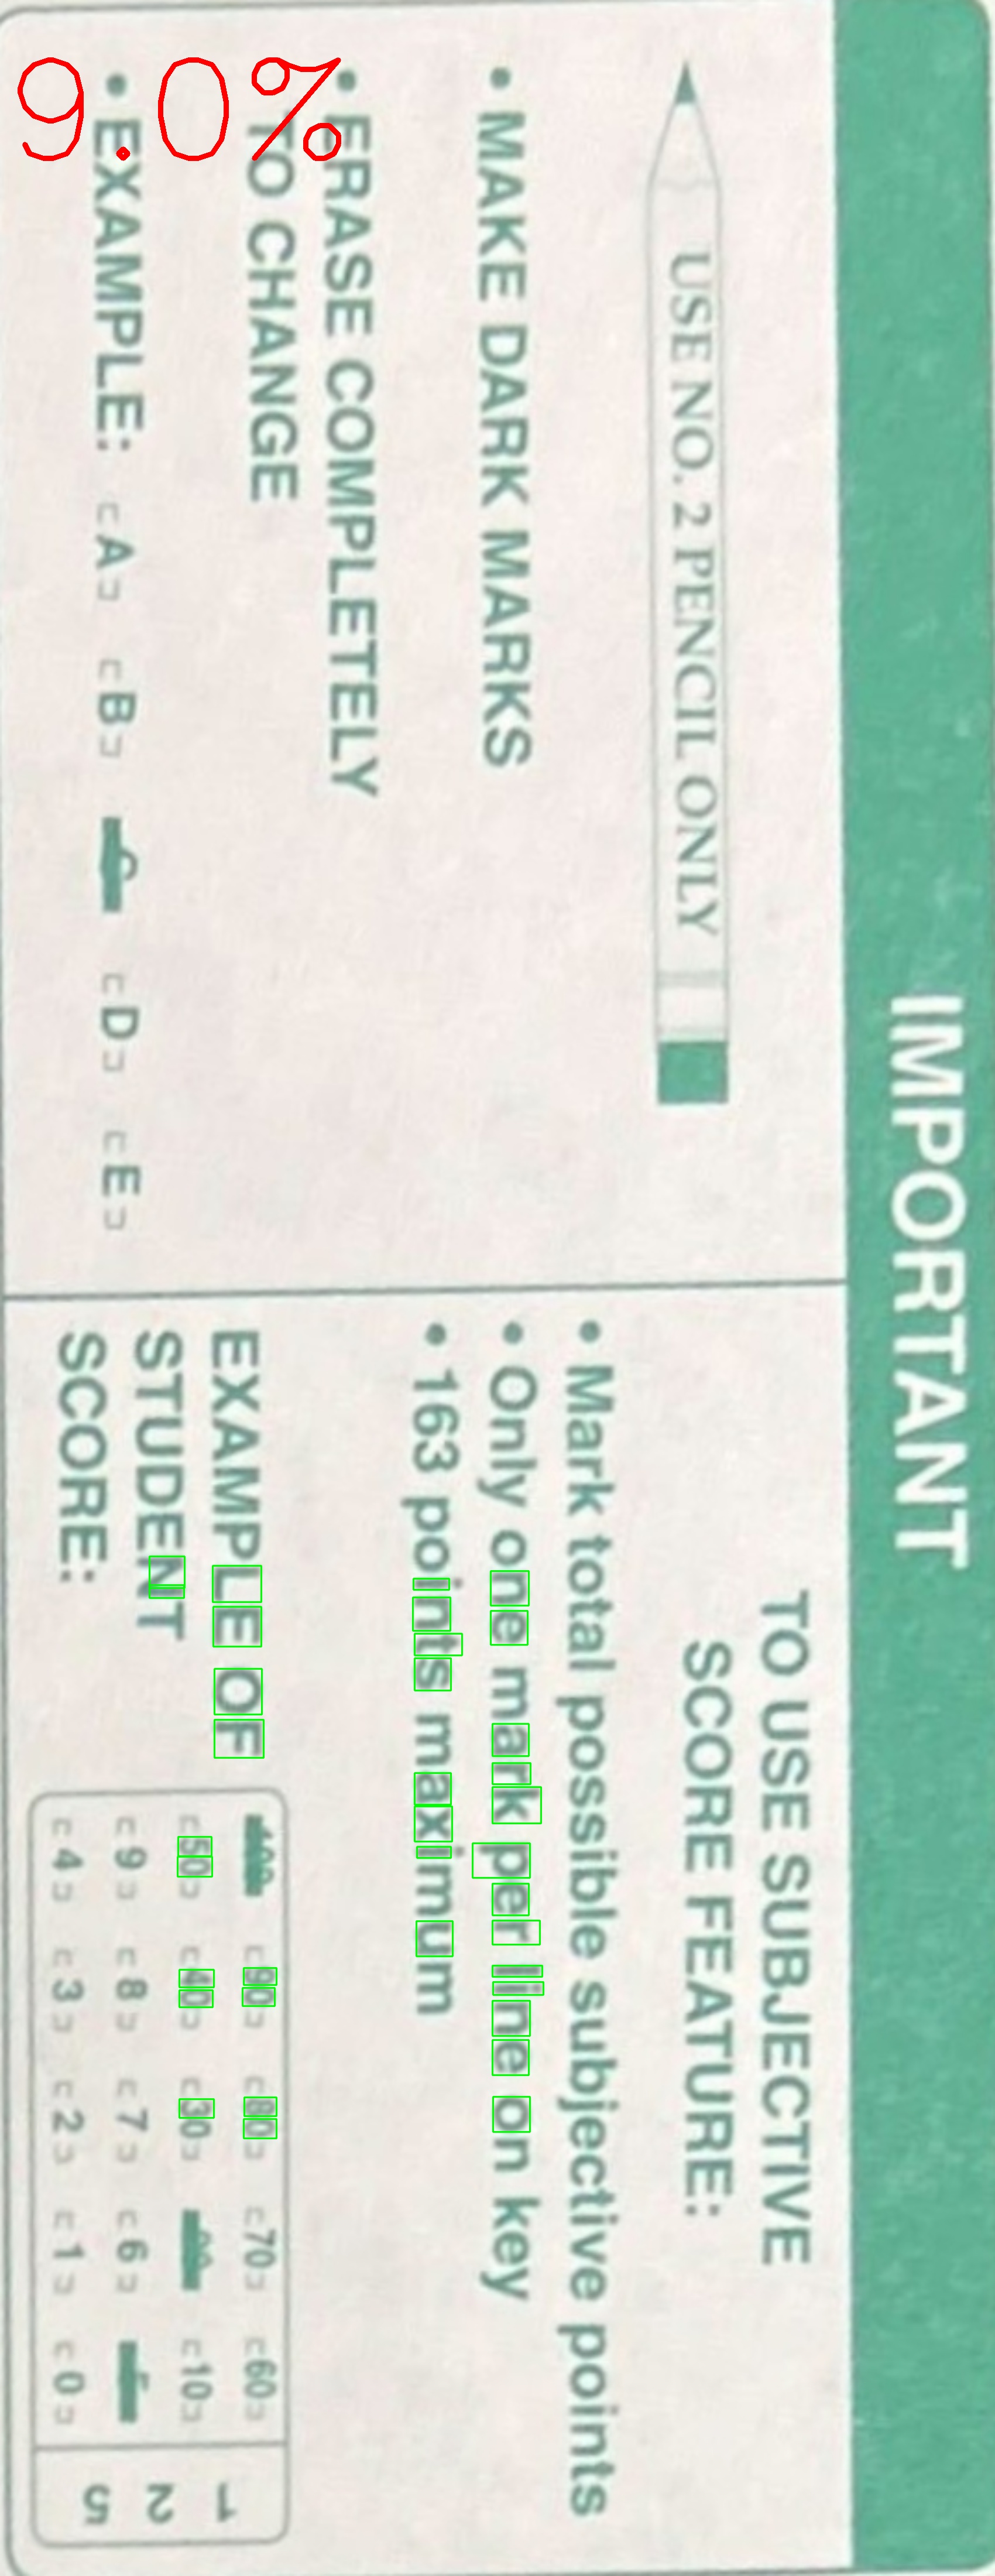 IMPORTANT
USE NO. 2 PENCIL ONLY
• MAKE DARK MARKS
• ERASE COMPLETELY
TO CHANGE
• EXAMPLE: A B C D E
TO USE SUBJECTIVE
SCORE FEATURE:
• Mark total possible subjective points
• Only one mark per line on key
• 163 points maximum
EXAMPLE OF
STUDENT
SCORE:
90 80 70 60 1
50 40 30 10 2
9 8 7 6 5
4 3 2 1 0
9.0%